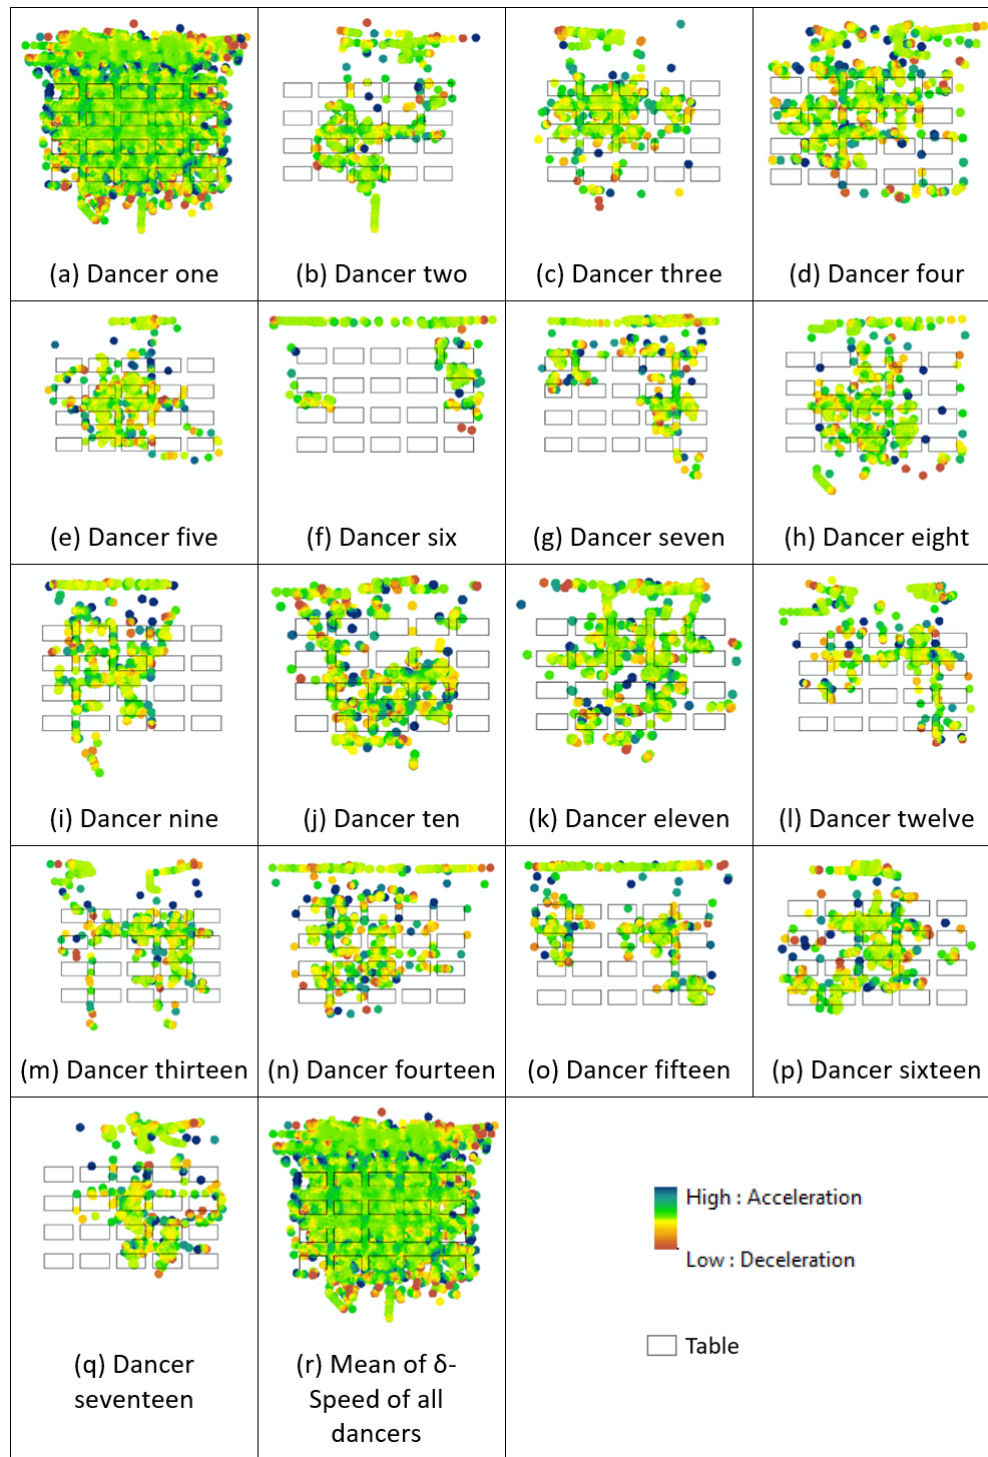 (a) Dancer one
(b) Dancer two
(c) Dancer three
(d) Dancer four
(e) Dancer five
(f) Dancer six
(g) Dancer seven
(h) Dancer eight
(i) Dancer nine
(j) Dancer ten
(k) Dancer eleven
(l) Dancer twelve
(m) Dancer thirteen
(n) Dancer fourteen
(o) Dancer fifteen
(p) Dancer sixteen
(q) Dancer
seventeen
(r) Mean of δ-
Speed of all
dancers
High : Acceleration
Low : Deceleration
Table